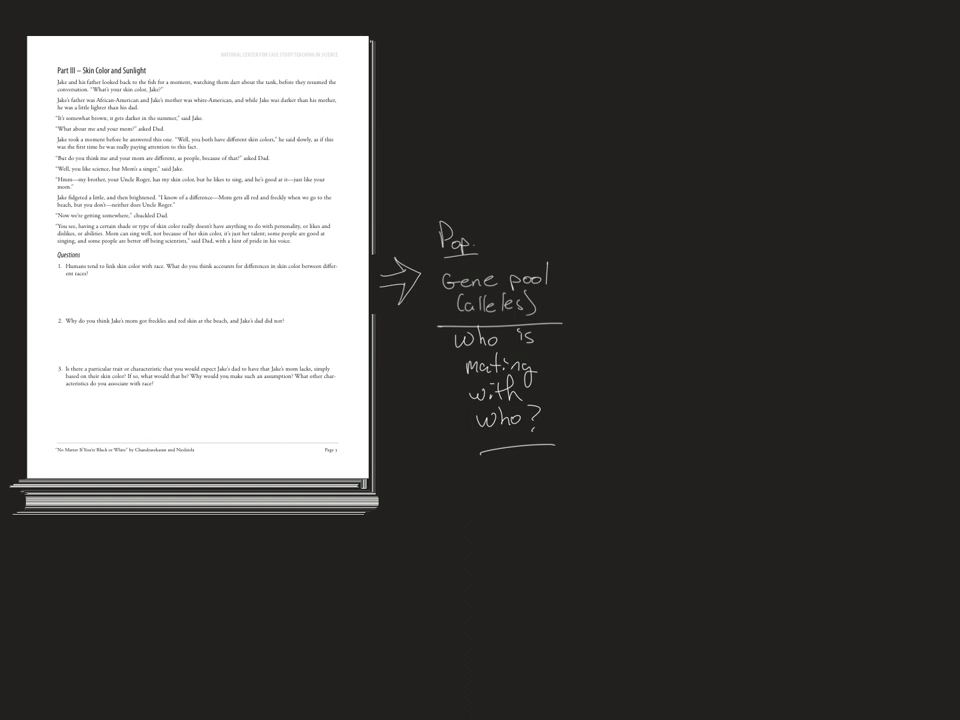 NATIONAL CENTER FOR CASE STUDY TEACHING IN SCIENCE
Part III – Skin Color and Sunlight
Jake and his father looked back to the fish for a moment, watching them dart about the tank, before they resumed the
conversation. “What’s your skin color, Jake?”
Jake’s father was African-American and Jake’s mother was white-American, and while Jake was darker than his mother,
he was a little lighter than his dad.
“It’s somewhat brown, it gets darker in the summer,” said Jake.
“What about me and your mom?” asked Dad.
Jake took a moment before he answered this one. “Well, you both have different skin colors,” he said slowly, as if this
was the first time he was really paying attention to this fact.
“But do you think me and your mom are different, as people, because of that?” asked Dad.
“Well, you like science, but Mom’s a singer,” said Jake.
“Hmm—my brother, your Uncle Roger, has my skin color, but he likes to sing, and he’s good at it—just like your
mom.”
Jake fidgeted a little, and then brightened. “I know of a difference—Mom gets all red and freckly when we go to the
beach, but you don’t—neither does Uncle Roger.”
“Now we’re getting somewhere,” chuckled Dad.
“You see, having a certain shade or type of skin color really doesn’t have anything to do with personality, or likes and
dislikes, or abilities. Mom can sing well, not because of her skin color, it’s just her talent; some people are good at
singing, and some people are better off being scientists,” said Dad, with a hint of pride in his voice.
Questions
1. Humans tend to link skin color with race. What do you think accounts for differences in skin color between differ-
ent races?
2. Why do you think Jake’s mom got freckles and red skin at the beach, and Jake’s dad did not?
3. Is there a particular trait or characteristic that you would expect Jake’s dad to have that Jake’s mom lacks, simply
based on their skin color? If so, what would that be? Why would you make such an assumption? What other char-
acteristics do you associate with race?
“No Matter If You’re Black or White” by Chandrasekaran and Neidzela Page 3
Pop.
Gene pool
(alleles)
Who is
mating
with
who?